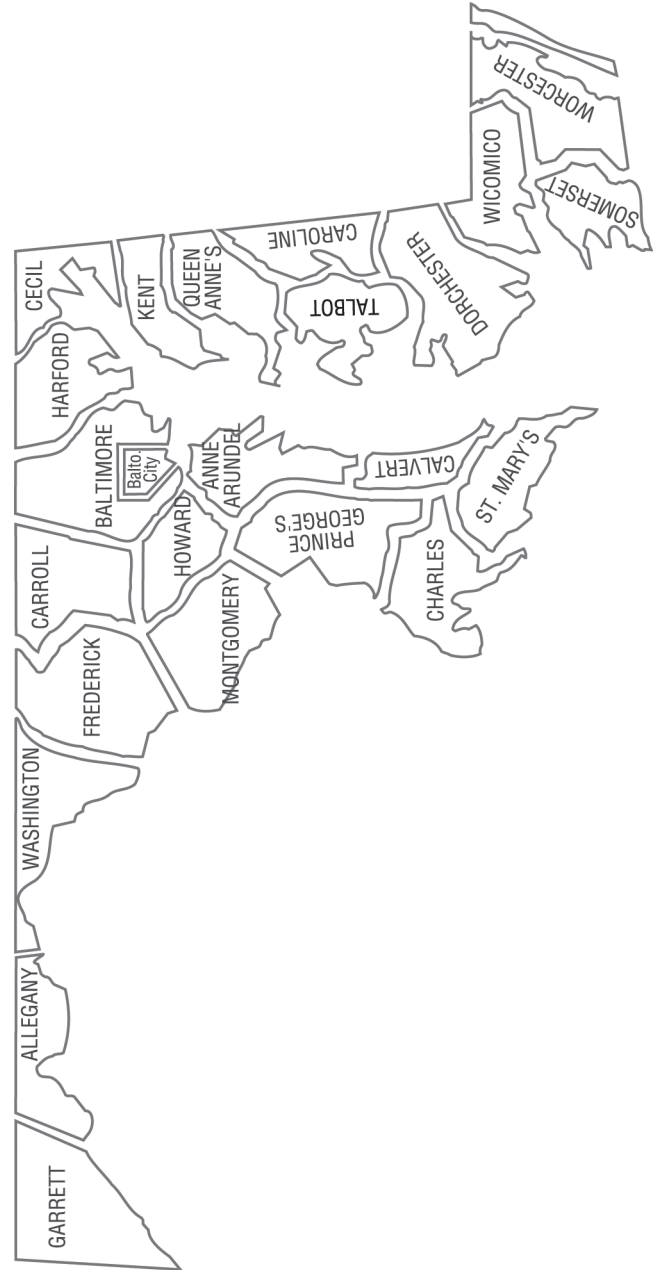 GARRETT
ALLEGANY
WASHINGTON
FREDERICK
CARROLL
BALTIMORE
Balto.
City
HARFORD
CECIL
KENT
QUEEN
ANNE'S
MONTGOMERY
HOWARD
ANNE
ARUNDEL
PRINCE
GEORGE'S
CALVERT
CHARLES
ST. MARY'S
CAROLINE
TALBOT
DORCHESTER
WICOMICO
WORCESTER
SOMERSET